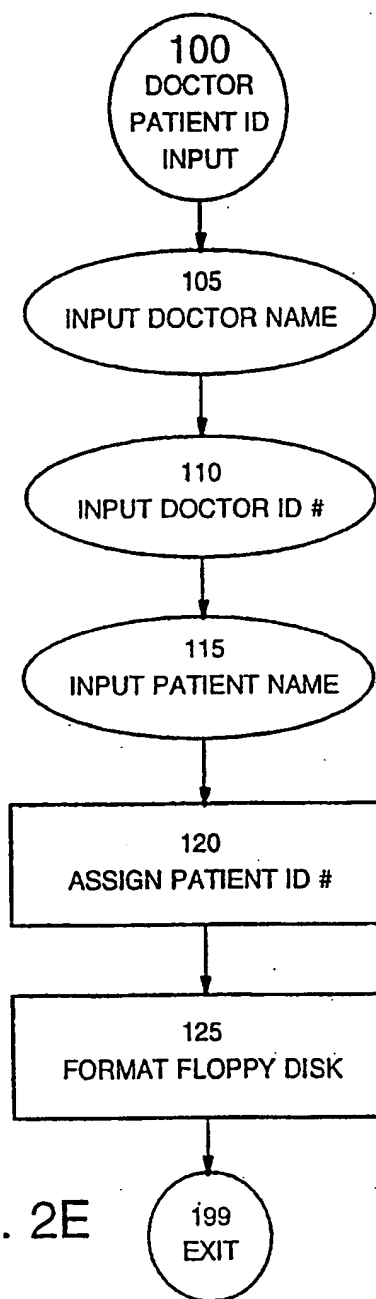 100
DOCTOR
PATIENT ID
INPUT
105
INPUT DOCTOR NAME
110
INPUT DOCTOR ID #
115
INPUT PATIENT NAME
120
ASSIGN PATIENT ID #
125
FORMAT FLOPPY DISK
199
EXIT
. 2E